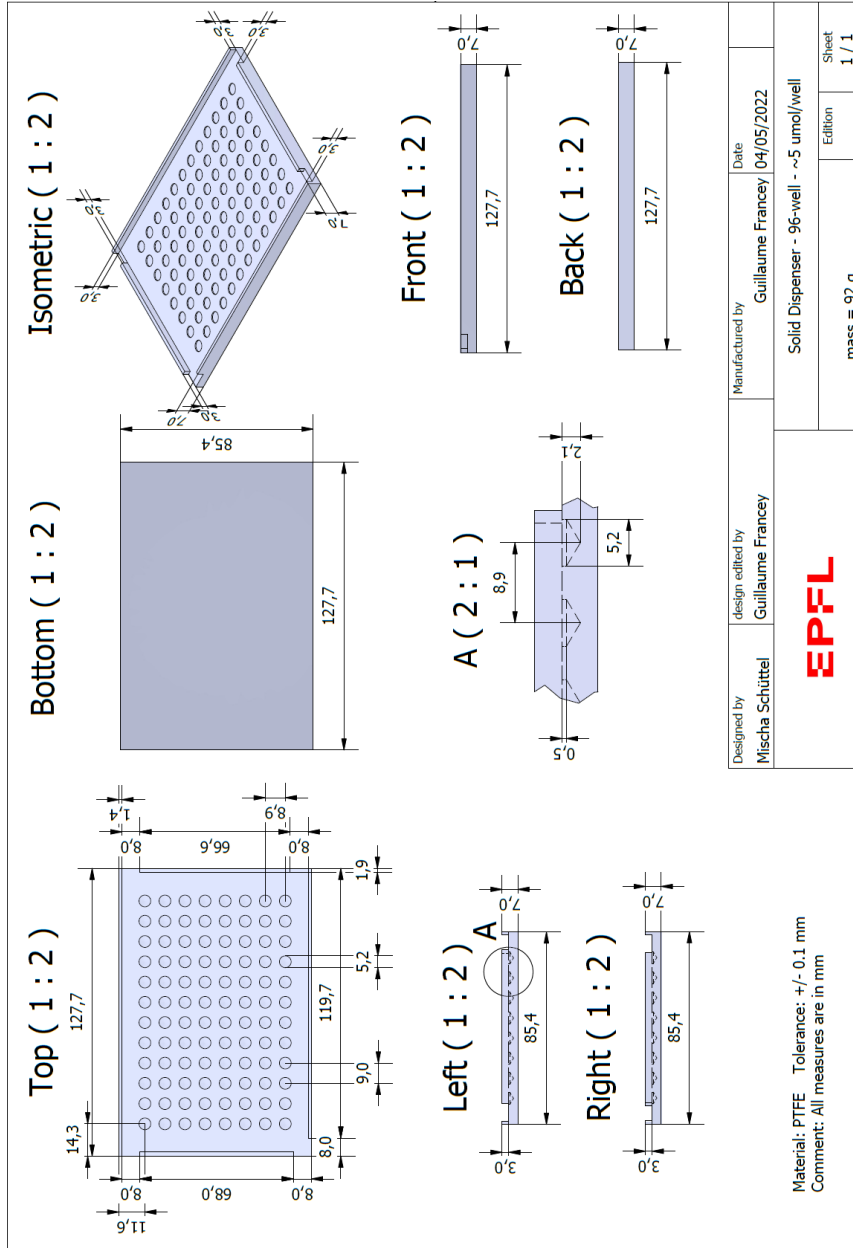 Top ( 1 : 2 )
127,7
14,3
11,6
8,0
68,0
8,0
8,0
9,0
119,7
5,2
1,9
8,0
66,6
8,0
1,4
8,9
Bottom ( 1 : 2 )
127,7
85,4
Isometric ( 1 : 2 )
3,0
3,0
3,0
3,0
3,0
7,0
7,0
3,0
Left ( 1 : 2 )
A
3,0
7,0
85,4
Right ( 1 : 2 )
3,0
7,0
85,4
A ( 2 : 1 )
8,9
0,5
2,1
5,2
Front ( 1 : 2 )
7,0
127,7
Back ( 1 : 2 )
7,0
127,7
Material: PTFE Tolerance: +/- 0.1 mm
Comment: All measures are in mm
Designed by
Mischa Schüttel
design edited by
Guillaume Francey
Manufactured by
Guillaume Francey
Date
04/05/2022
EPFL
Solid Dispenser - 96-well - ~5 umol/well
mass = 92 g
Edition
Sheet
1 / 1